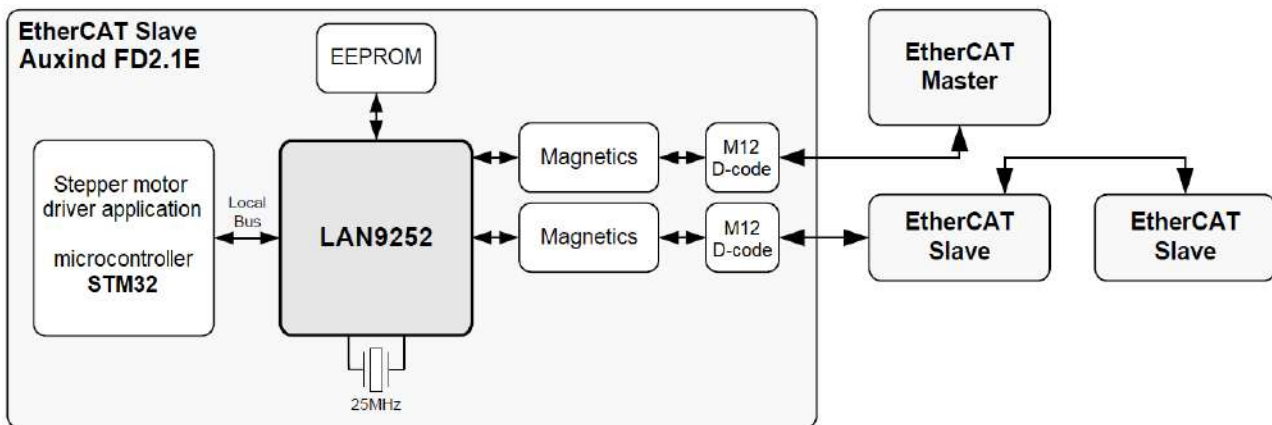 EtherCAT Slave
Auxind FD2.1E
EEPROM
EtherCAT
Master
Magnetics
M12
D-code
Stepper motor
driver application
microcontroller
STM32
Local
Bus
LAN9252
Magnetics
M12
D-code
EtherCAT
Slave
EtherCAT
Slave
25MHz